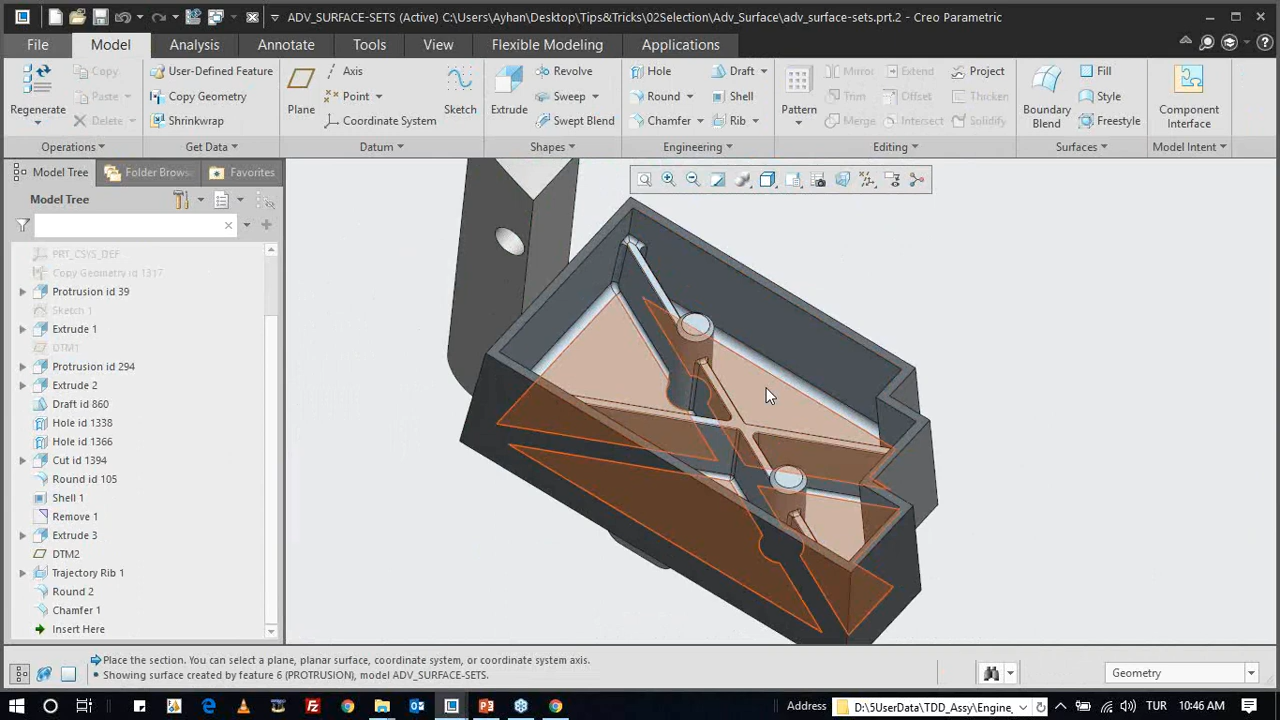 ADV_SURFACE-SETS (Active) C:\Users\Ayhan\Desktop\Tips&Tricks\02Selection\Adv_Surface\adv_surface-sets.prt.2 - Creo Parametric
File Model Analysis Annotate Tools View Flexible Modeling Applications
Regenerate
Copy
Paste
Delete
Operations
User-Defined Feature
Copy Geometry
Shrinkwrap
Get Data
Plane
Axis
Point
Coordinate System
Sketch
Datum
Extrude
Revolve
Sweep
Swept Blend
Shapes
Hole
Round
Chamfer
Draft
Shell
Rib
Engineering
Pattern
Mirror
Trim
Merge
Extend
Offset
Intersect
Project
Thicken
Solidify
Editing
Boundary
Blend
Fill
Style
Freestyle
Surfaces
Component
Interface
Model Intent
Model Tree Folder Brows Favorites
Model Tree
PRT_CSYS_DEF
Copy Geometry id 1317
Protrusion id 39
Sketch 1
Extrude 1
DTM1
Protrusion id 294
Extrude 2
Draft id 860
Hole id 1338
Hole id 1366
Cut id 1394
Round id 105
Shell 1
Remove 1
Extrude 3
DTM2
Trajectory Rib 1
Round 2
Chamfer 1
Insert Here
Place the section. You can select a plane, planar surface, coordinate system, or coordinate system axis.
Showing surface created by feature 6 (PROTRUSION), model ADV_SURFACE-SETS.
Geometry
Address D:\5UserData\TDD_Assy\Engine_ TUR 10:46 AM